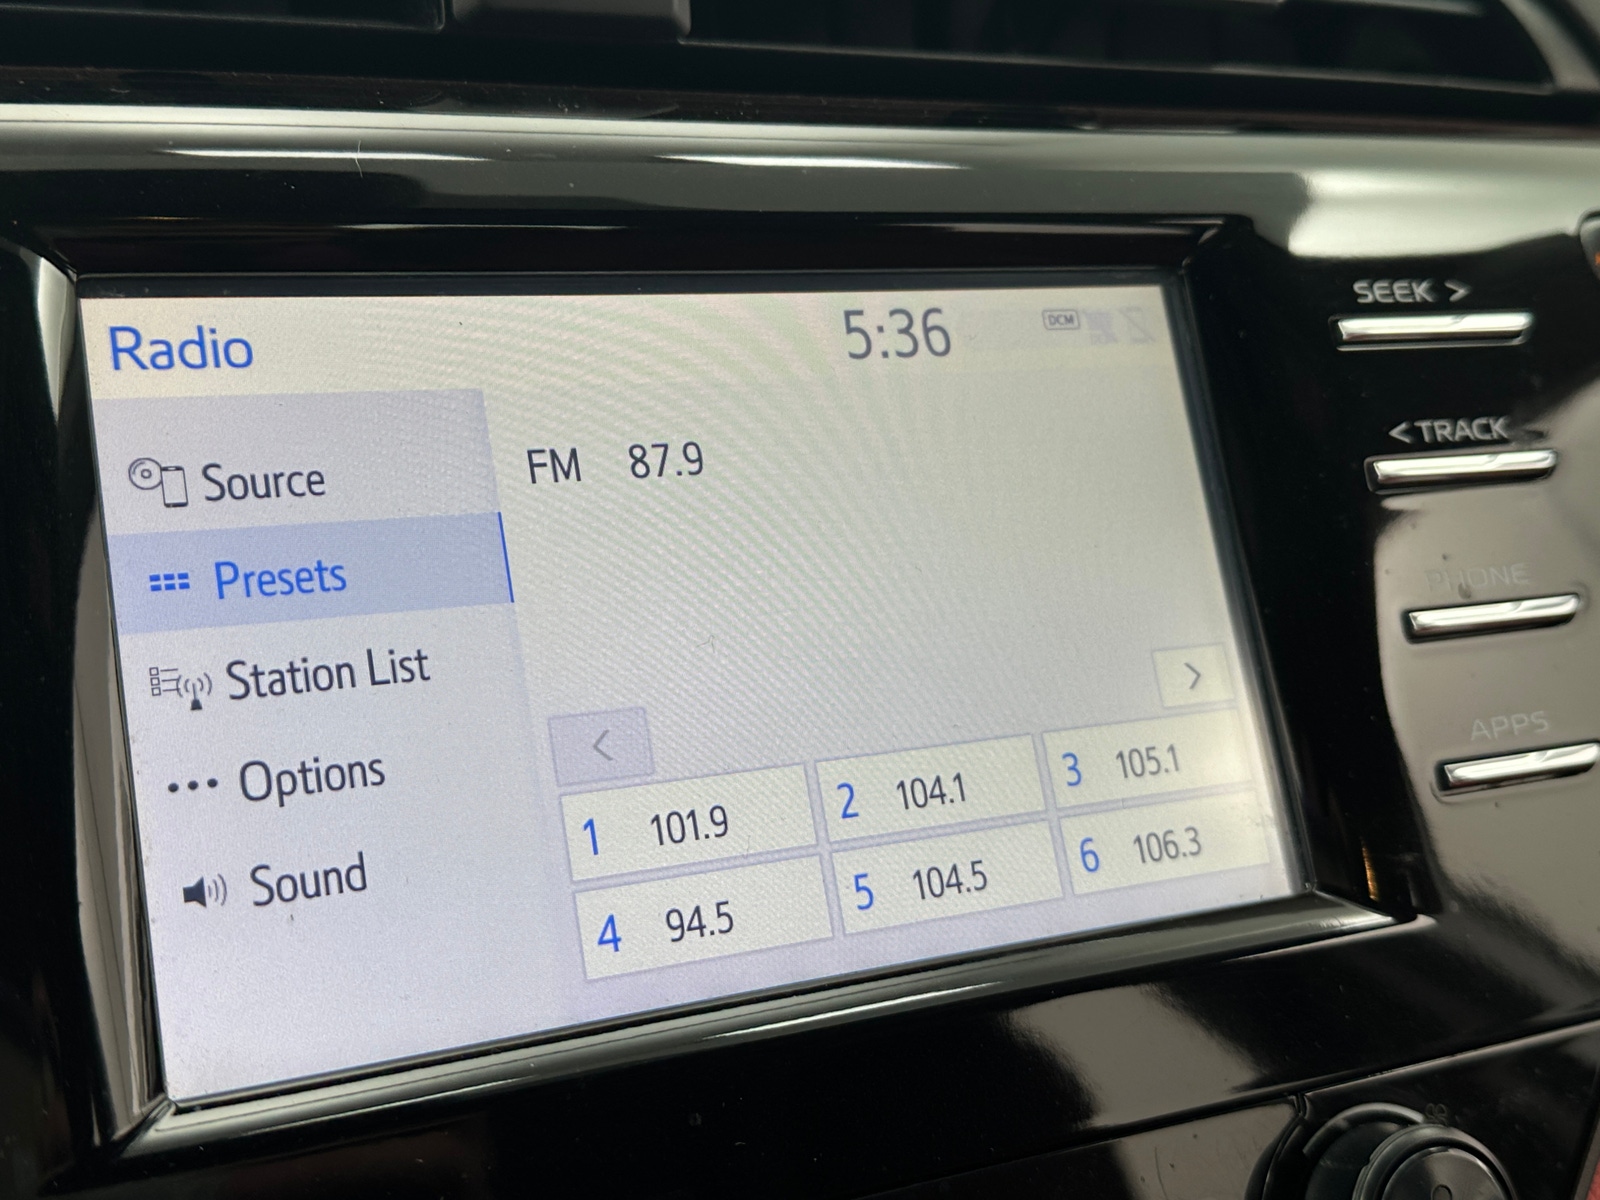 Radio 5:36 DCM
Source
Presets
Station List
Options
Sound
FM 87.9
<
>
1 101.9
2 104.1
3 105.1
4 94.5
5 104.5
6 106.3
SEEK >
< TRACK
PHONE
APPS